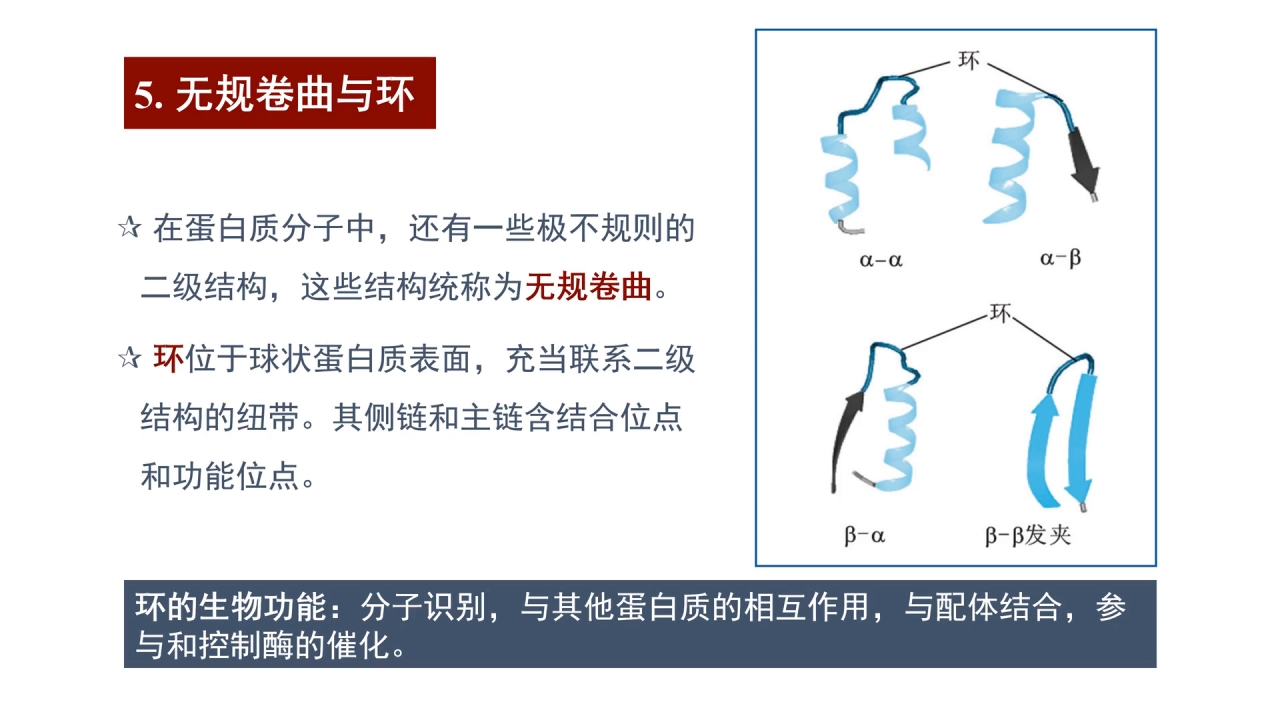 5. 无规卷曲与环
☆ 在蛋白质分子中，还有一些极不规则的
二级结构，这些结构统称为无规卷曲。
☆ 环位于球状蛋白质表面，充当联系二级
结构的纽带。其侧链和主链含结合位点
和功能位点。
环
α-α
α-β
环
β-α
β-β发夹
环的生物功能：分子识别，与其他蛋白质的相互作用，与配体结合，参
与和控制酶的催化。